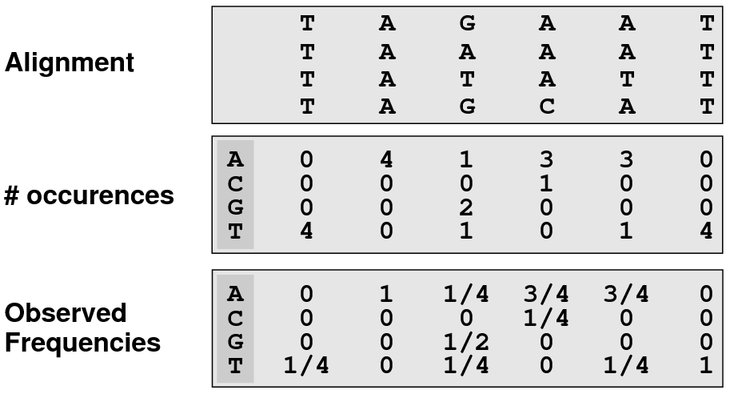 Alignment
T A G A A T
T A A A A T
T A T A T T
T A G C A T
# occurences
A 0 4 1 3 3 0
C 0 0 0 1 0 0
G 0 0 2 0 0 0
T 4 0 1 0 1 4
Observed
Frequencies
A 0 1 1/4 3/4 3/4 0
C 0 0 0 1/4 0 0
G 0 0 1/2 0 0 0
T 1/4 0 1/4 0 1/4 1